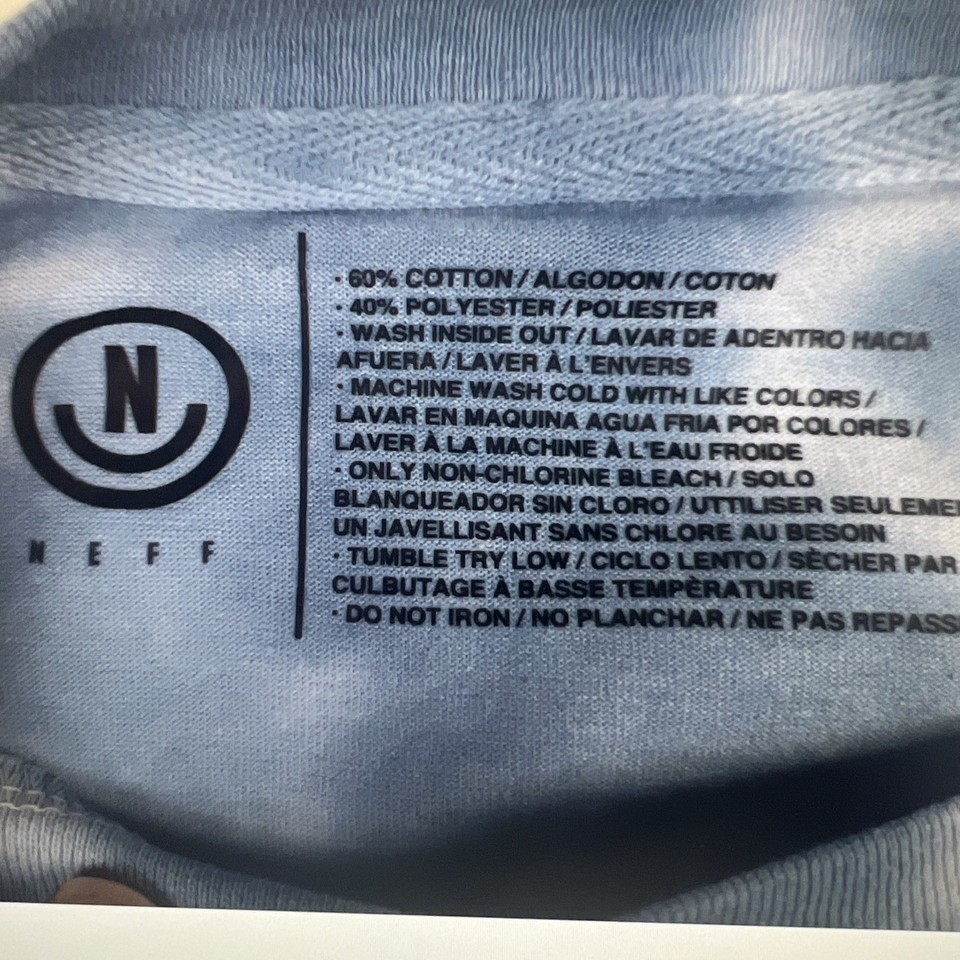 N
NEFF
· 60% COTTON / ALGODON / COTON
· 40% POLYESTER / POLIESTER
· WASH INSIDE OUT / LAVAR DE ADENTRO HACIA
AFUERA / LAVER À L'ENVERS
· MACHINE WASH COLD WITH LIKE COLORS /
LAVAR EN MAQUINA AGUA FRIA POR COLORES /
LAVER À LA MACHINE À L'EAU FROIDE
· ONLY NON-CHLORINE BLEACH / SOLO
BLANQUEADOR SIN CLORO / UTTILISER SEULEME
UN JAVELLISANT SANS CHLORE AU BESOIN
· TUMBLE TRY LOW / CICLO LENTO / SÈCHER PAR
CULBUTAGE À BASSE TEMPÈRATURE
· DO NOT IRON / NO PLANCHAR / NE PAS REPASS